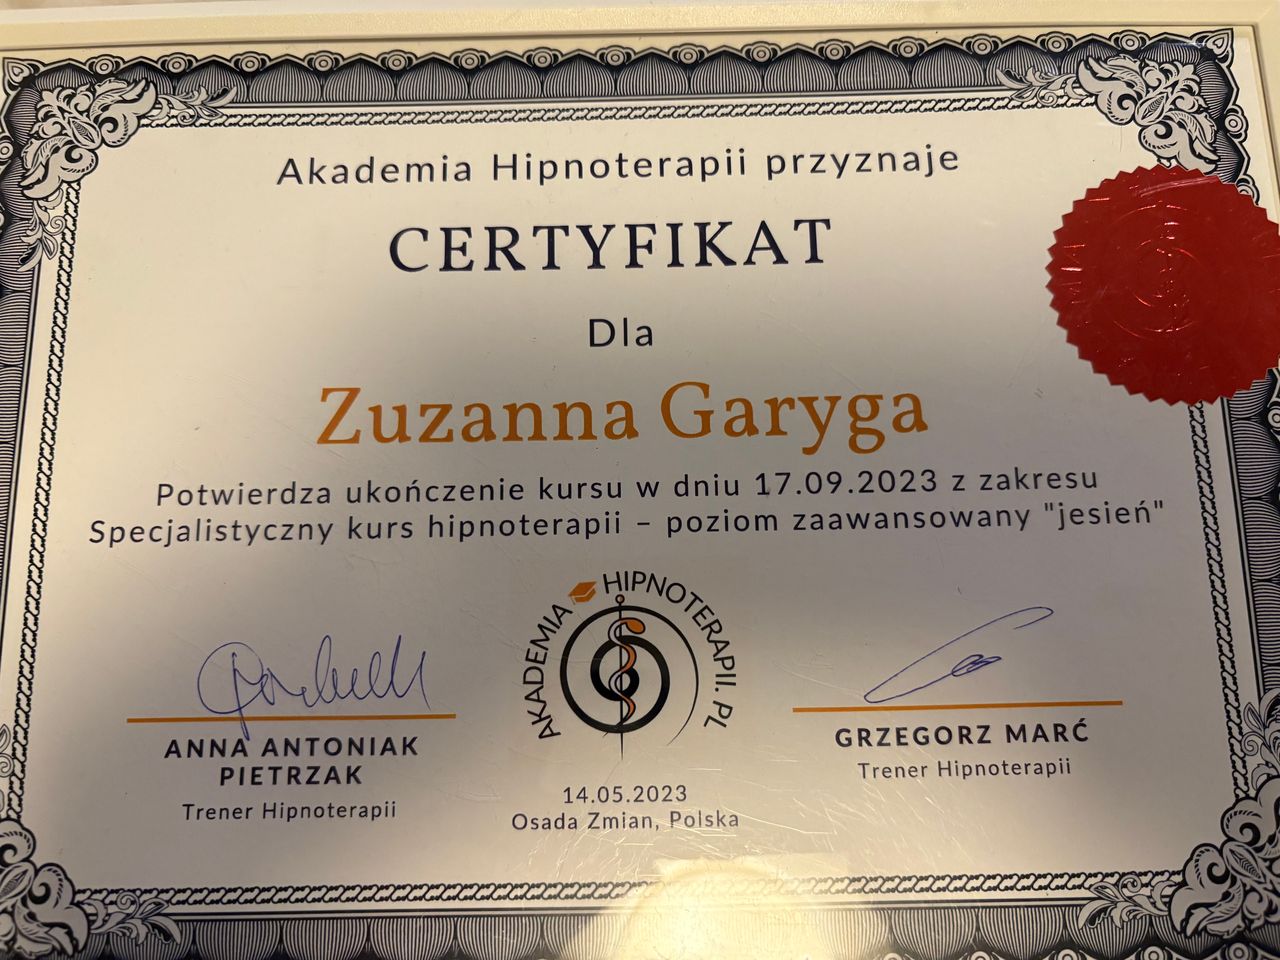 Akademia Hipnoterapii przyznaje
CERTYFIKAT
Dla
Zuzanna Garyga
Potwierdza ukończenie kursu w dniu 17.09.2023 z zakresu
Specjalistyczny kurs hipnoterapii – poziom zaawansowany "jesień"
AKADEMIA HIPNOTERAPII.PL
ANNA ANTONIAK
PIETRZAK
Trener Hipnoterapii
14.05.2023
Osada Zmian, Polska
GRZEGORZ MARĆ
Trener Hipnoterapii